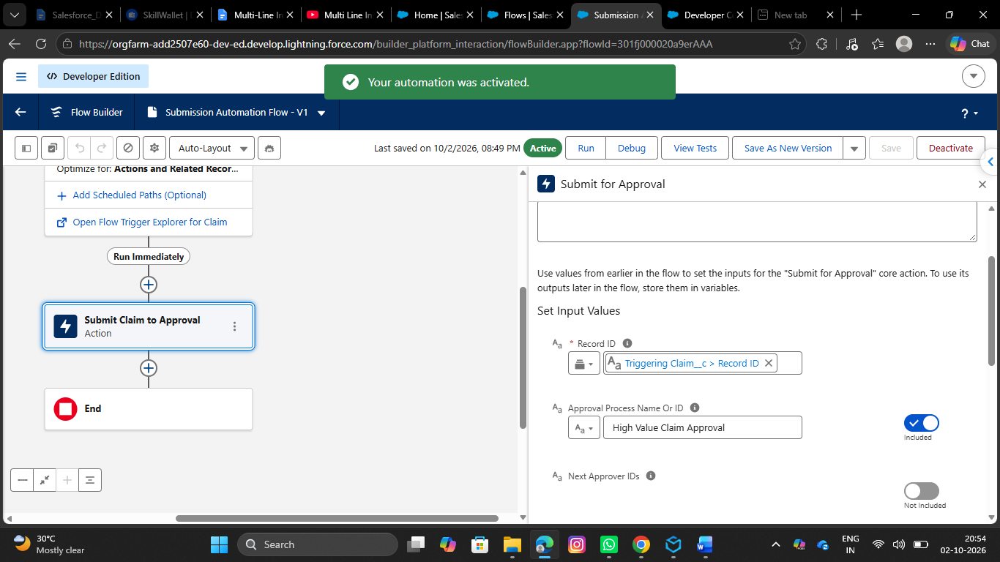 Salesforce_D
SkillWallet | D
Multi-Line In
Multi Line In
Home | Sales
Flows | Sales
Submission A
Developer Co
New tab
https://orgfarm-add2507e60-dev-ed.develop.lightning.force.com/builder_platform_interaction/flowBuilder.app?flowId=301fj000020a9erAAA
Chat
Developer Edition
Your automation was activated.
Flow Builder
Submission Automation Flow - V1
?
Auto-Layout
Last saved on 10/2/2026, 08:49 PM
Active
Run
Debug
View Tests
Save As New Version
Save
Deactivate
Optimize for: Actions and Related Recor...
Add Scheduled Paths (Optional)
Open Flow Trigger Explorer for Claim
Run Immediately
Submit Claim to Approval
Action
End
Submit for Approval
Use values from earlier in the flow to set the inputs for the "Submit for Approval" core action. To use its
outputs later in the flow, store them in variables.
Set Input Values
Aa * Record ID
Aa Triggering Claim__c > Record ID
Aa Approval Process Name Or ID
Aa High Value Claim Approval
Included
Aa Next Approver IDs
Not Included
30°C
Mostly clear
Search
ENG
IN
20:54
02-10-2026